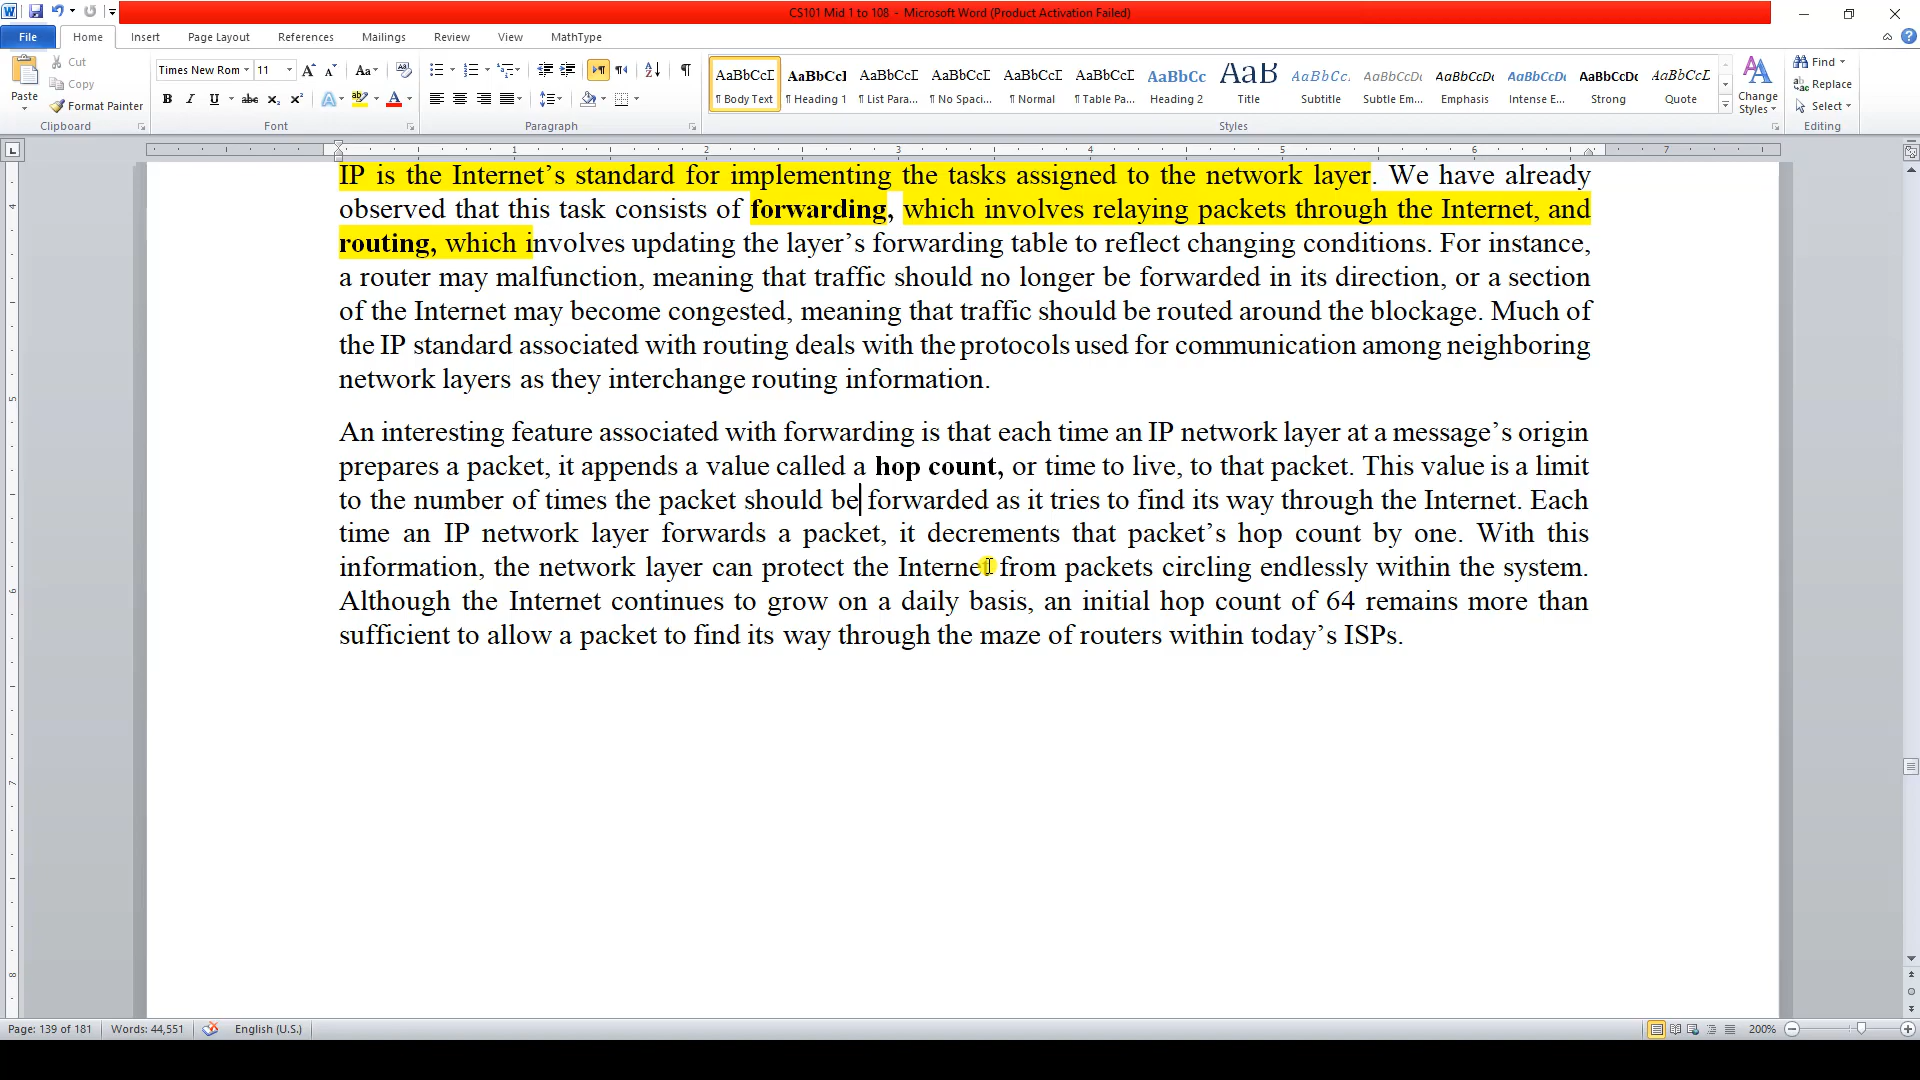 CS101 Mid 1 to 108 - Microsoft Word (Product Activation Failed)
File Home Insert Page Layout References Mailings Review View MathType
Paste Cut Copy Format Painter Clipboard
Times New Rom 11 Font
Paragraph
AaBbCcI AaBbCcI AaBbCcI AaBbCcI AaBbCcI AaBbCcI AaBbCc AaB AaBbCc. AaBbCcDa AaBbCcDc AaBbCcDa AaBbCcDc AaBbCcI
¶ Body Text ¶ Heading 1 ¶ List Para... ¶ No Spaci... ¶ Normal ¶ Table Pa... Heading 2 Title Subtitle Subtle Em... Emphasis Intense E... Strong Quote
Styles
Change Styles
Find Replace Select Editing
IP is the Internet’s standard for implementing the tasks assigned to the network layer. We have already
observed that this task consists of forwarding, which involves relaying packets through the Internet, and
routing, which involves updating the layer’s forwarding table to reflect changing conditions. For instance,
a router may malfunction, meaning that traffic should no longer be forwarded in its direction, or a section
of the Internet may become congested, meaning that traffic should be routed around the blockage. Much of
the IP standard associated with routing deals with the protocols used for communication among neighboring
network layers as they interchange routing information.
An interesting feature associated with forwarding is that each time an IP network layer at a message’s origin
prepares a packet, it appends a value called a hop count, or time to live, to that packet. This value is a limit
to the number of times the packet should be forwarded as it tries to find its way through the Internet. Each
time an IP network layer forwards a packet, it decrements that packet’s hop count by one. With this
information, the network layer can protect the Internet from packets circling endlessly within the system.
Although the Internet continues to grow on a daily basis, an initial hop count of 64 remains more than
sufficient to allow a packet to find its way through the maze of routers within today’s ISPs.
Page: 139 of 181 Words: 44,551 English (U.S.) 200%